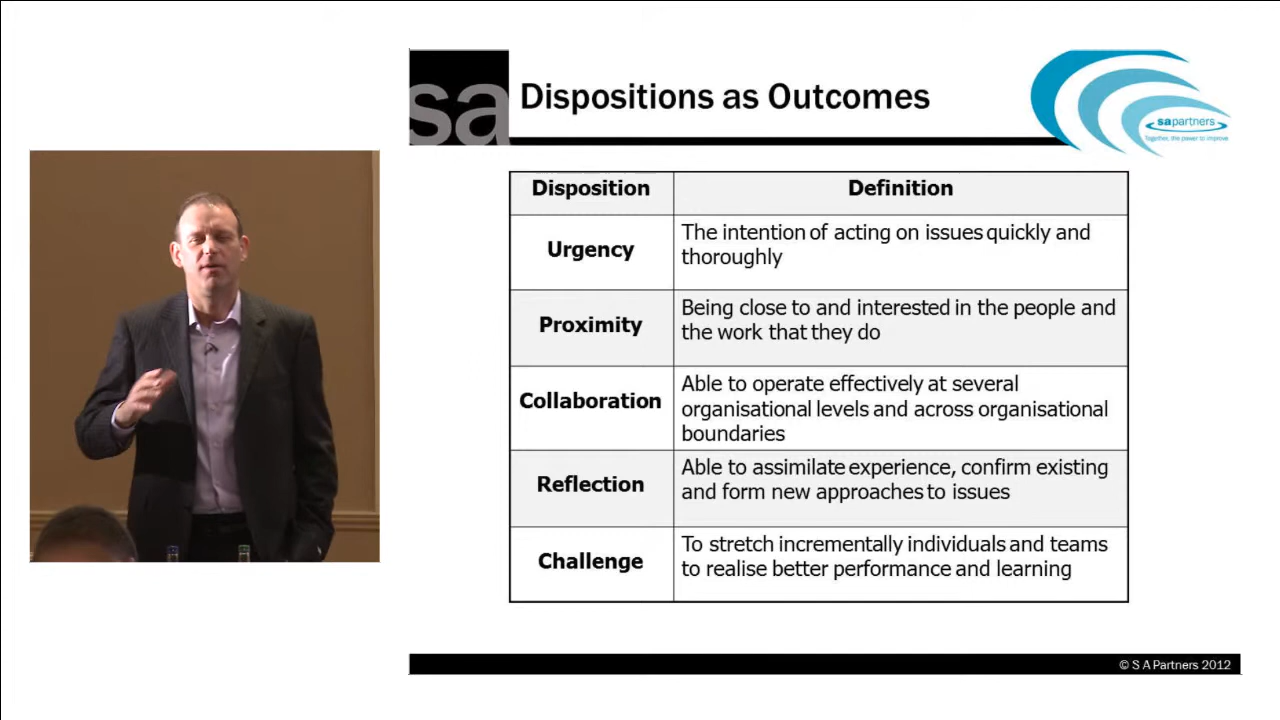 sa
Dispositions as Outcomes
sapartners
Together, the power to improve
Disposition
Definition
Urgency
The intention of acting on issues quickly and
thoroughly
Proximity
Being close to and interested in the people and
the work that they do
Collaboration
Able to operate effectively at several
organisational levels and across organisational
boundaries
Reflection
Able to assimilate experience, confirm existing
and form new approaches to issues
Challenge
To stretch incrementally individuals and teams
to realise better performance and learning
© S A Partners 2012